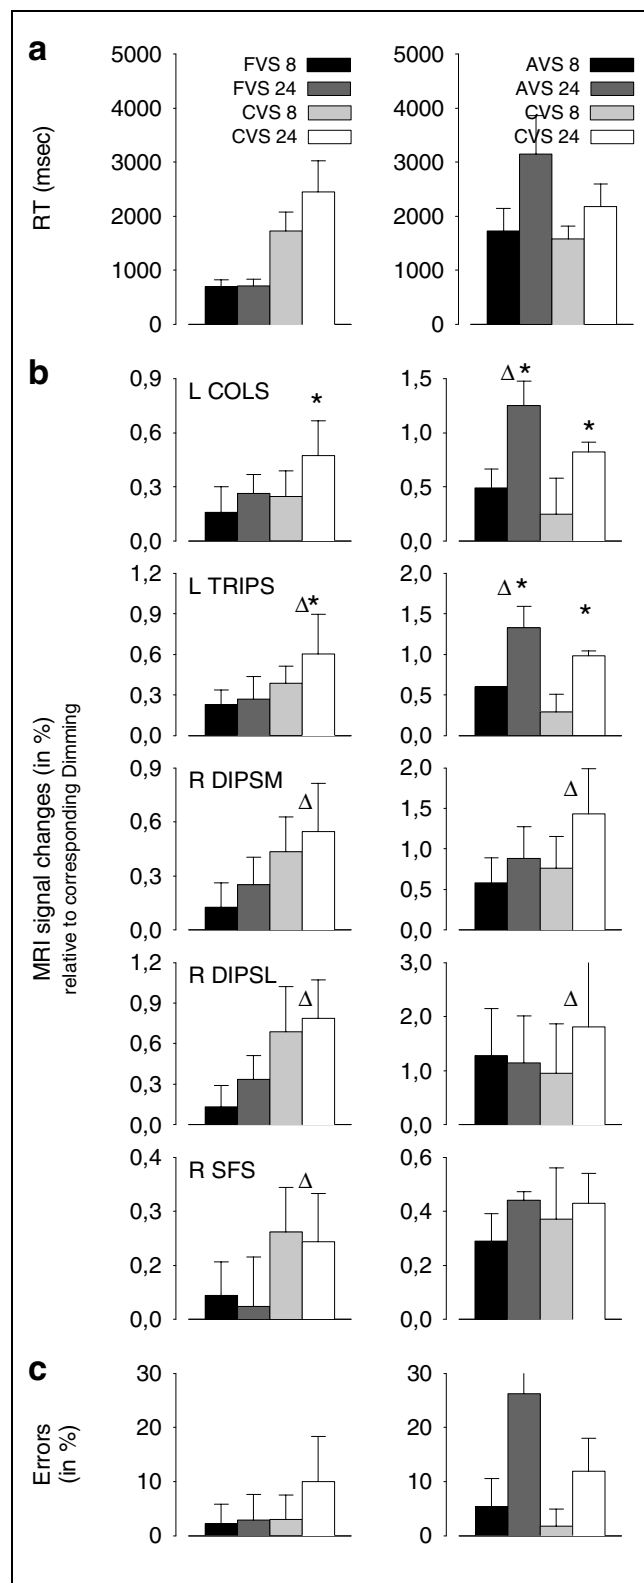 a
RT (msec)
5000
4000
3000
2000
1000
0
FVS 8
FVS 24
CVS 8
CVS 24
5000
4000
3000
2000
1000
0
AVS 8
AVS 24
CVS 8
CVS 24
b
MRI signal changes (in %)
relative to corresponding Dimming
0,9
0,6
0,3
0,0
L COLS
*
1,5
1,0
0,5
0,0
Δ *
*
1,2
0,9
0,6
0,3
0,0
L TRIPS
Δ*
2,0
1,5
1,0
0,5
0,0
Δ *
*
0,9
0,6
0,3
0,0
R DIPSM
Δ
2,0
1,5
1,0
0,5
0,0
Δ
1,2
0,9
0,6
0,3
0,0
R DIPSL
Δ
3,0
2,0
1,0
0,0
Δ
0,4
0,3
0,2
0,0
R SFS
Δ
0,6
0,4
0,2
0,0
c
Errors
(in %)
30
20
10
0
30
20
10
0